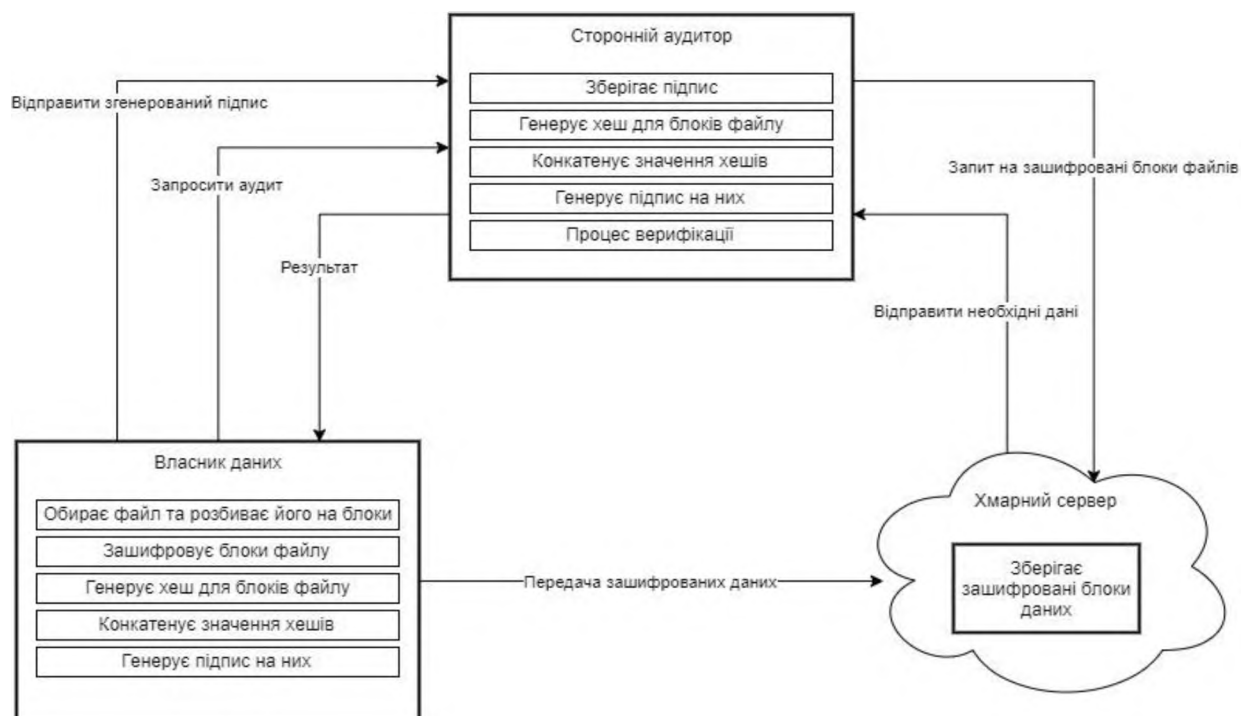 Сторонній аудитор
Зберігає підпис
Відправити згенерований підпис
Генерує хеш для блоків файлу
Конкатенує значення хешів
Запит на зашифровані блоки файлів
Запросити аудит
Генерує підпис на них
Процес верифікації
Результат
Відправити необхідні дані
Власник даних
Обирає файл та розбиває його на блоки
Зашифровує блоки файлу
Генерує хеш для блоків файлу
Конкатенує значення хешів
Генерує підпис на них
Передача зашифрованих даних
Хмарний сервер
Зберігає
зашифровані блоки
даних